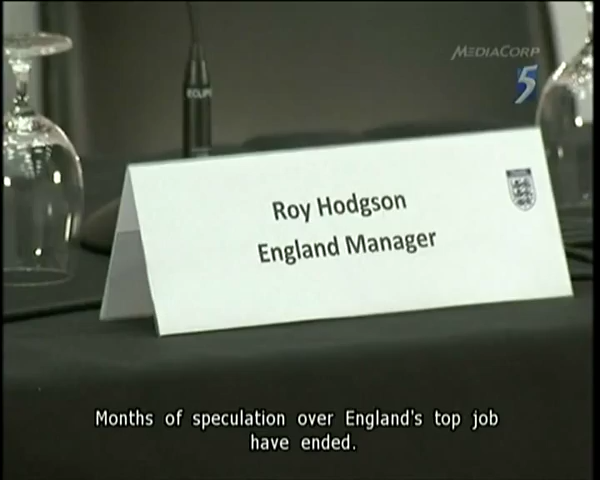 MEDIACORP
5
Roy Hodgson
England Manager
Months of speculation over England's top job
have ended.